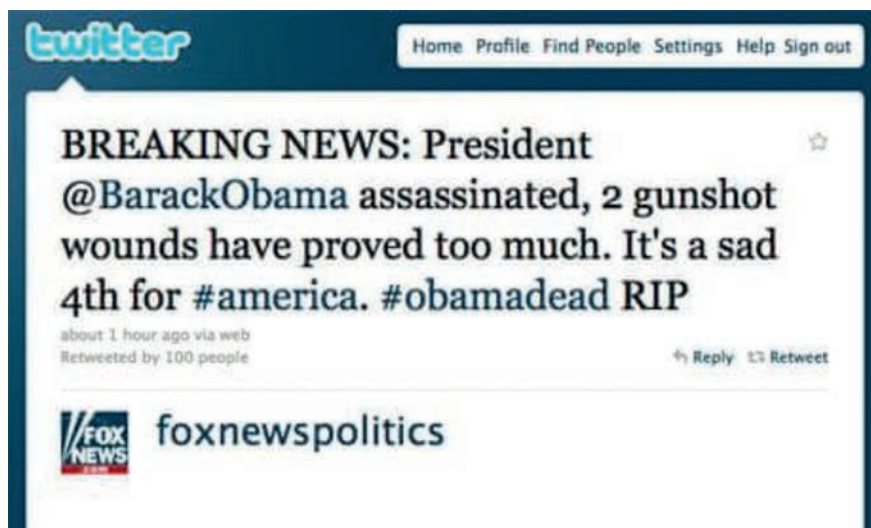 twitter
Home Profile Find People Settings Help Sign out
BREAKING NEWS: President
@BarackObama assassinated, 2 gunshot
wounds have proved too much. It's a sad
4th for #america. #obamadead RIP
about 1 hour ago via web
Retweeted by 100 people
Reply Retweet
FOX
NEWS
foxnewspolitics